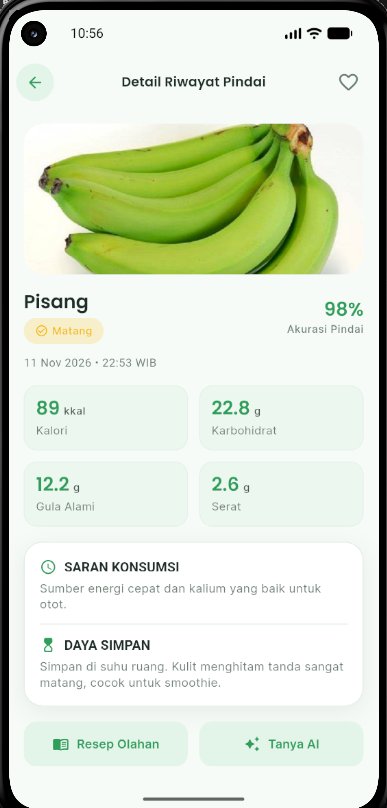 10:56
Detail Riwayat Pindai
Pisang
98%
Matang
Akurasi Pindai
11 Nov 2026 • 22:53 WIB
89 kkal
Kalori
22.8 g
Karbohidrat
12.2 g
Gula Alami
2.6 g
Serat
SARAN KONSUMSI
Sumber energi cepat dan kalium yang baik untuk
otot.
DAYA SIMPAN
Simpan di suhu ruang. Kulit menghitam tanda sangat
matang, cocok untuk smoothie.
Resep Olahan
Tanya AI